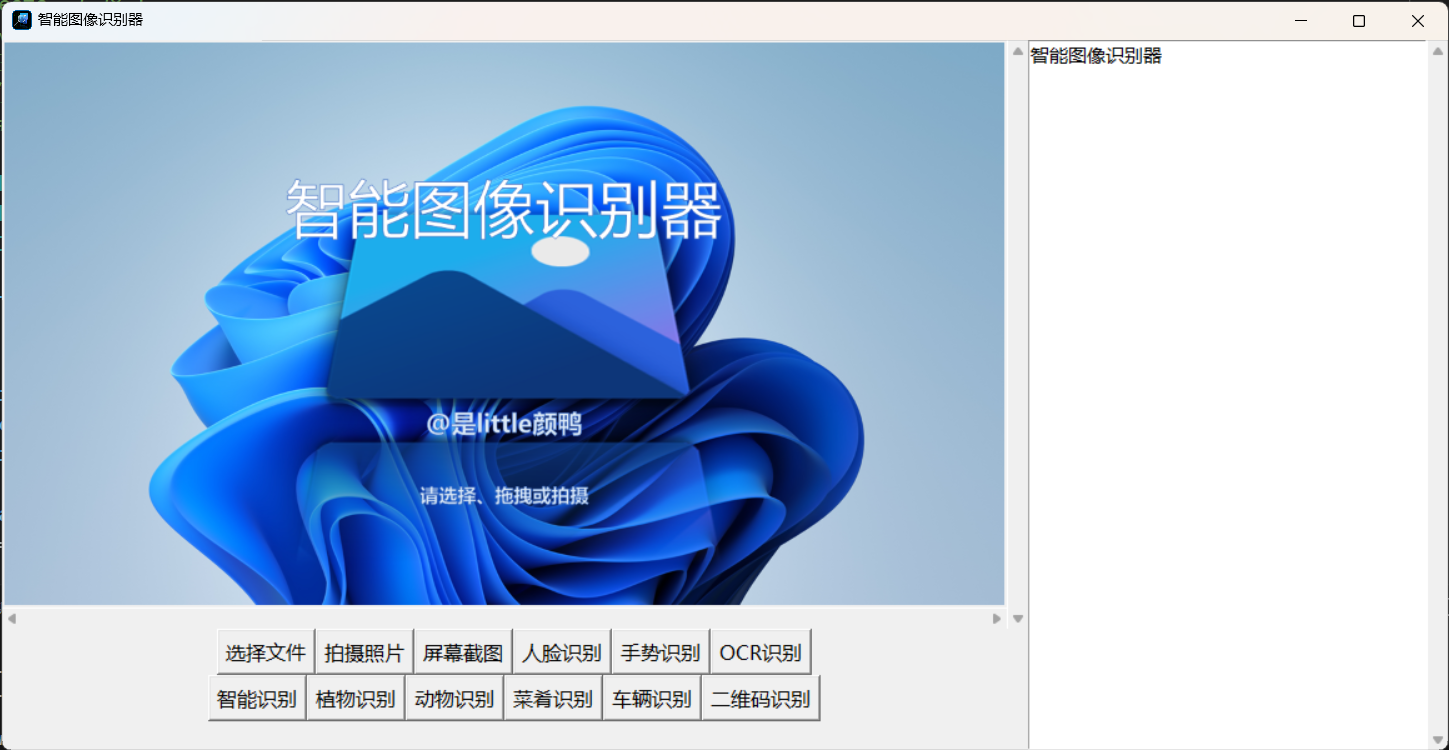 智能图像识别器
智能图像识别器
智能图像识别器
@是little颜鸭
请选择、拖拽或拍摄
选择文件 拍摄照片 屏幕截图 人脸识别 手势识别 OCR识别
智能识别 植物识别 动物识别 菜肴识别 车辆识别 二维码识别